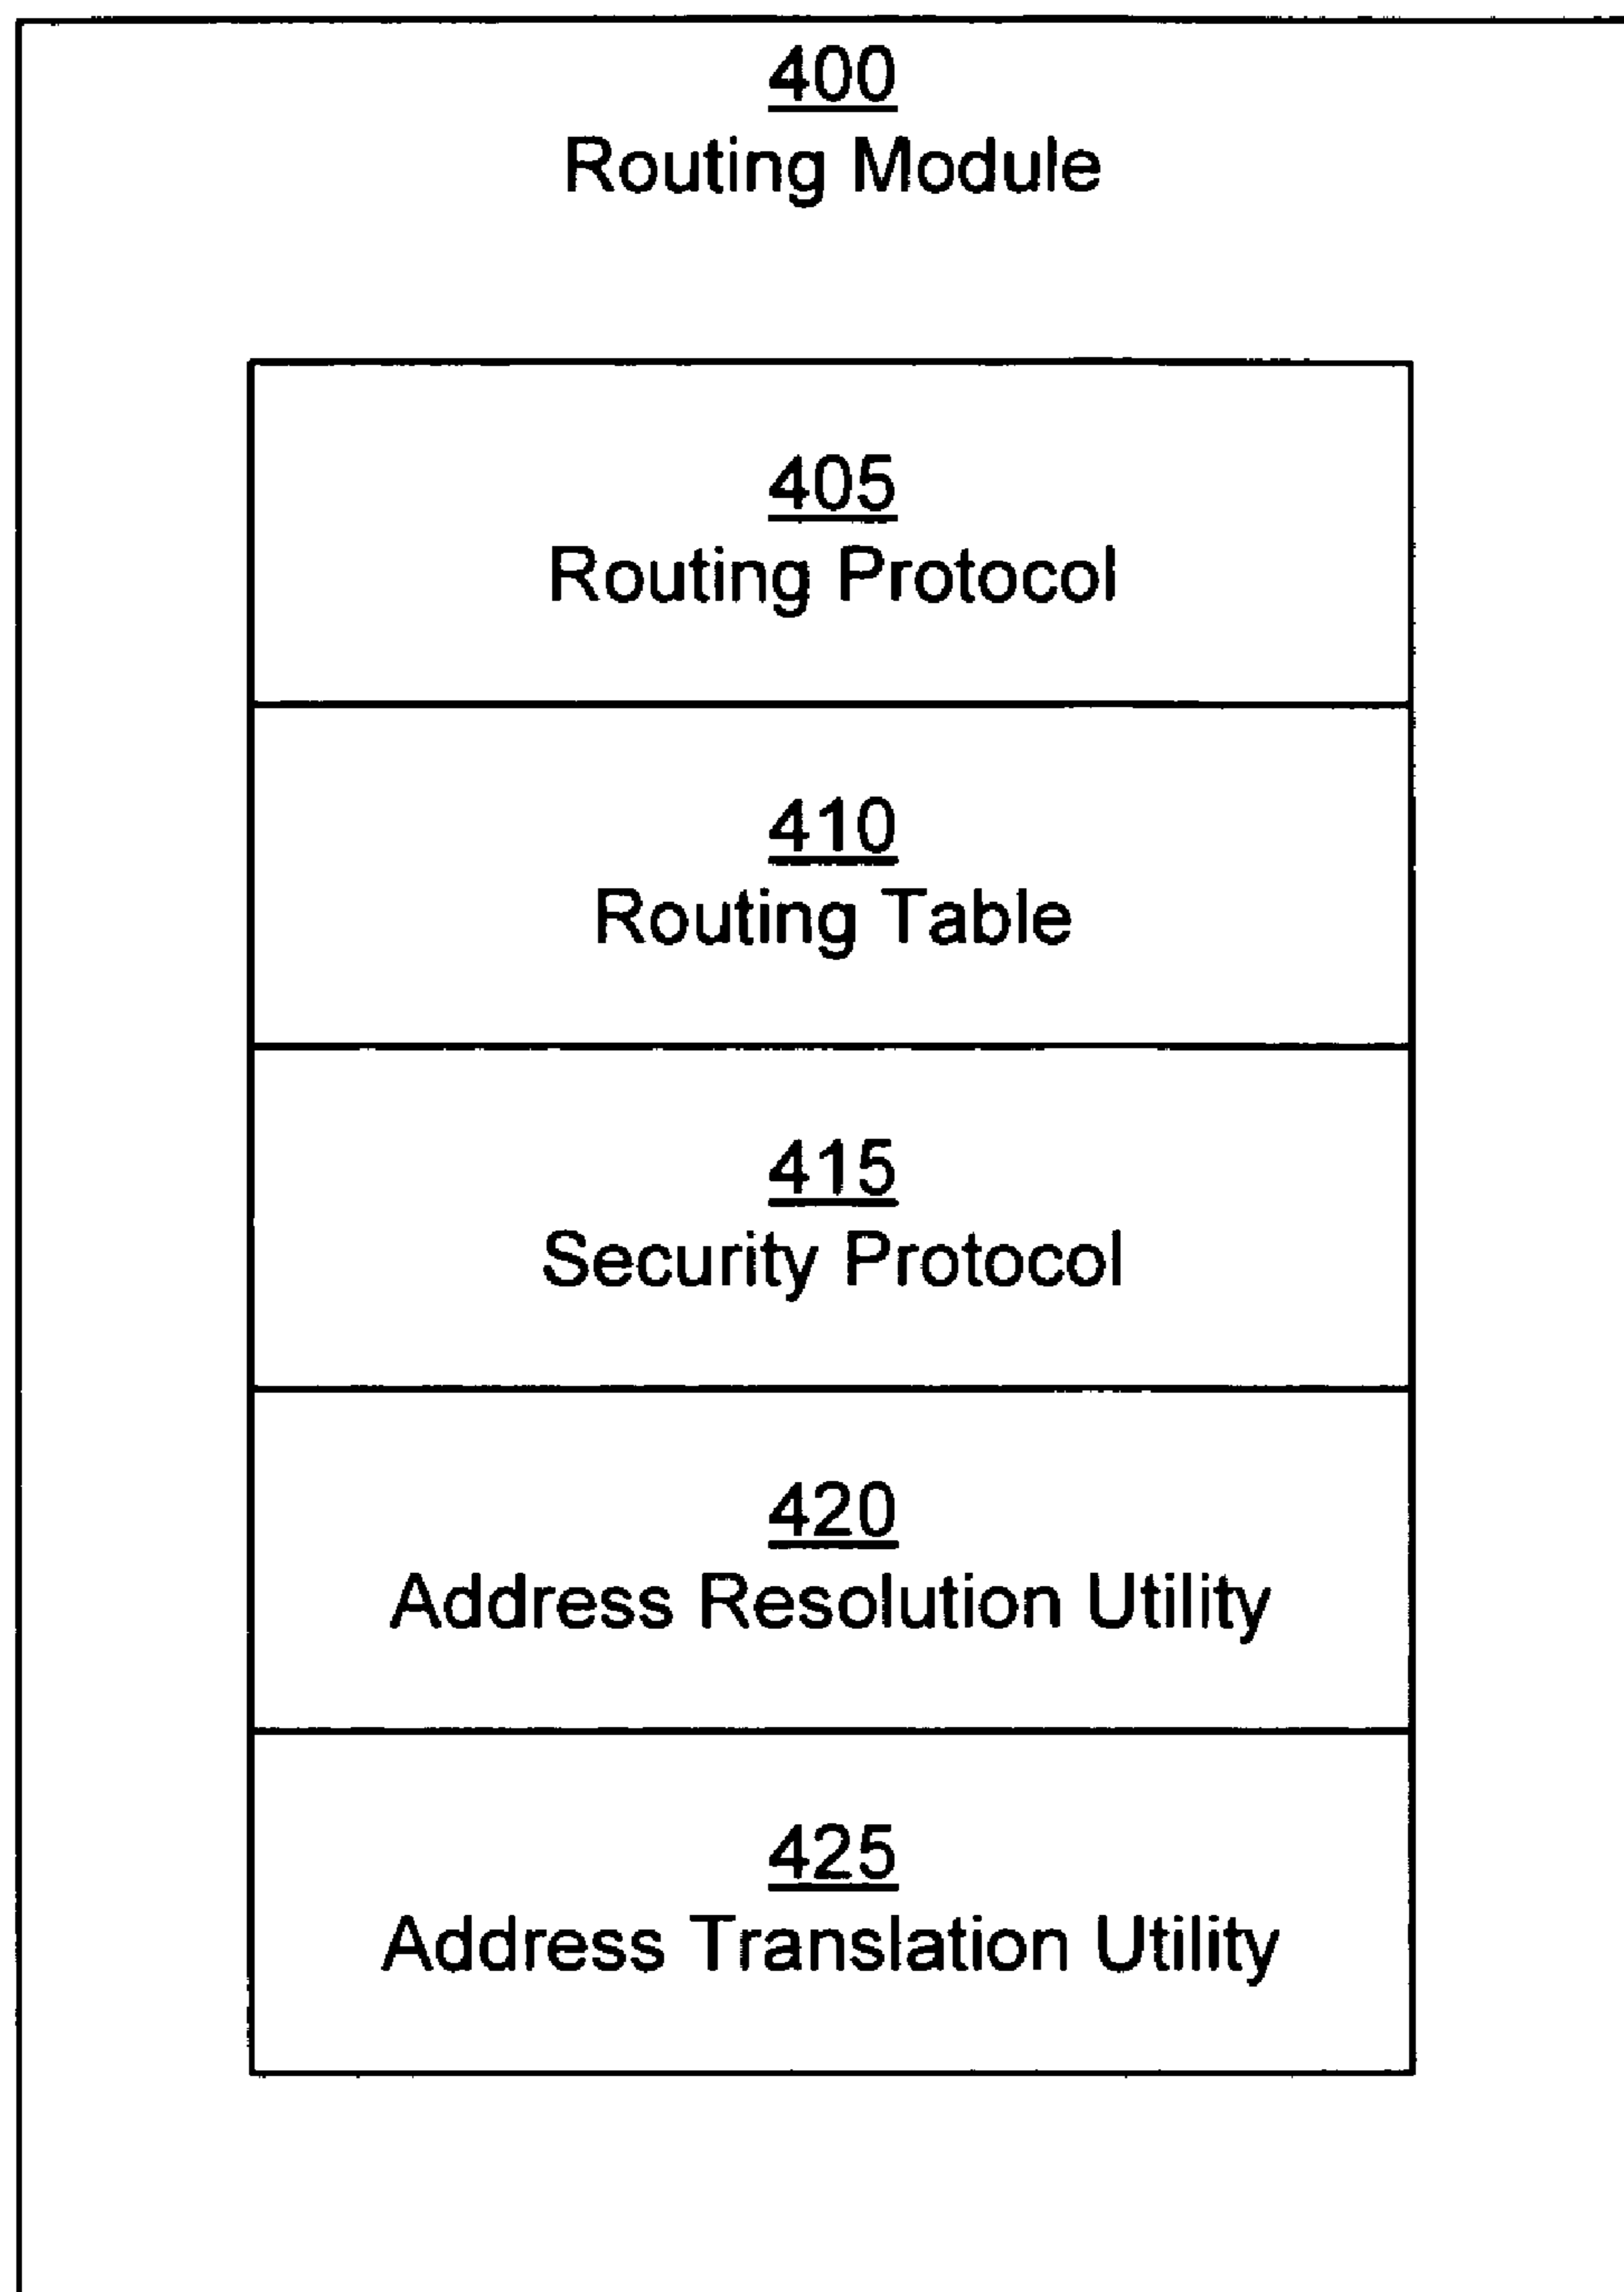 400
Routing Module
405
Routing Protocol
410
Routing Table
415
Security Protocol
420
Address Resolution Utility
425
Address Translation Utility